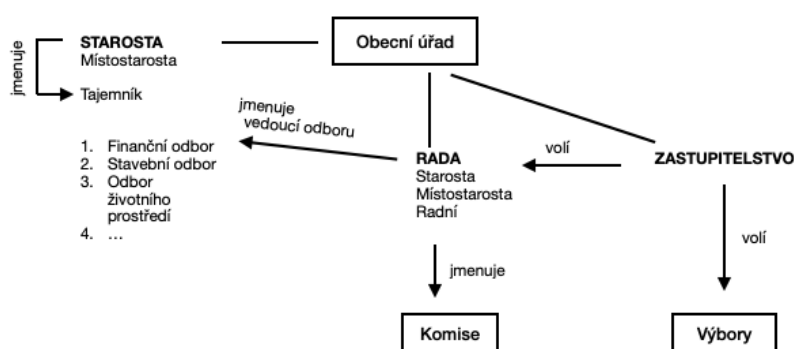 Obecní úřad
STAROSTA
Místostarosta
jmenuje
Tajemník
jmenuje
vedoucí odboru
1. Finanční odbor
2. Stavební odbor
3. Odbor
životního
prostředí
4. …
RADA
Starosta
Místostarosta
Radní
volí
ZASTUPITELSTVO
volí
jmenuje
Komise
Výbory